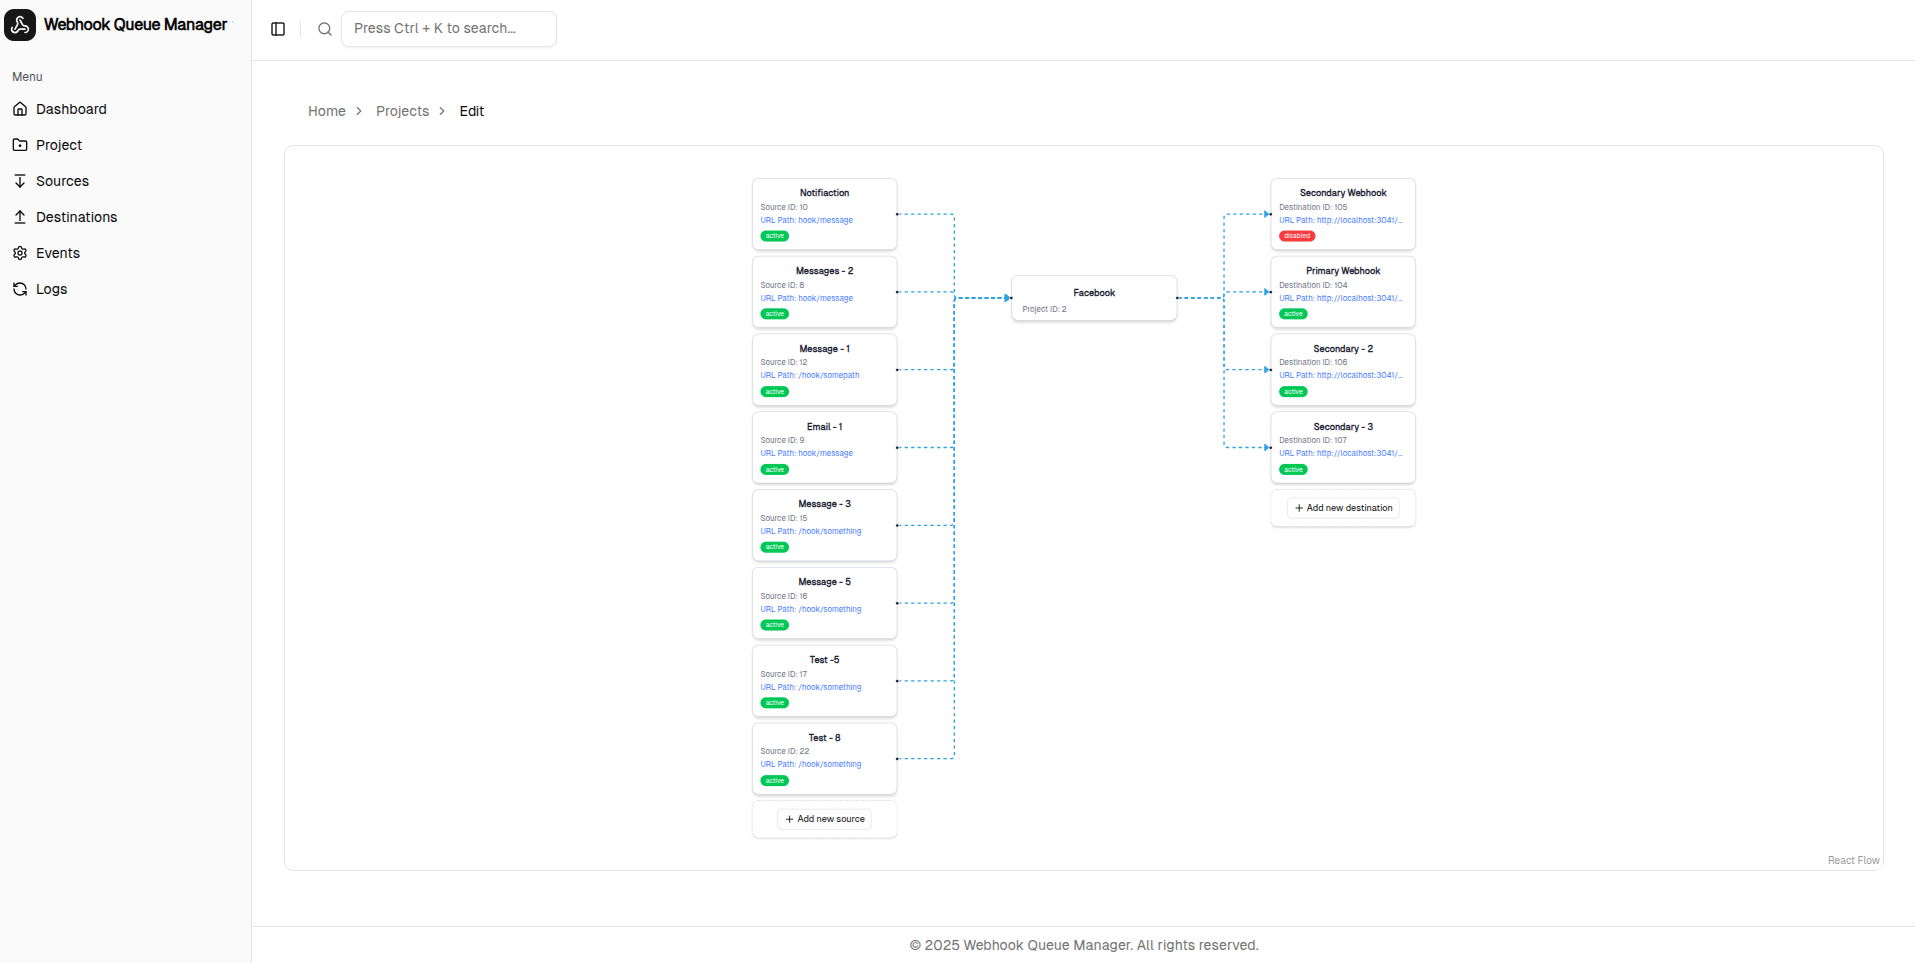 Webhook Queue Manager
Press Ctrl + K to search...
Menu
Dashboard
Project
Sources
Destinations
Events
Logs
Home
Projects
Edit
Notifiaction
Source ID: 10
URL Path: hook/message
active
Messages - 2
Source ID: 8
URL Path: hook/message
active
Message - 1
Source ID: 12
URL Path: /hook/somepath
active
Email - 1
Source ID: 9
URL Path: hook/message
active
Message - 3
Source ID: 15
URL Path: /hook/something
active
Message - 5
Source ID: 16
URL Path: /hook/something
active
Test -5
Source ID: 17
URL Path: /hook/something
active
Test - 8
Source ID: 22
URL Path: /hook/something
active
Add new source
Facebook
Project ID: 2
Secondary Webhook
Destination ID: 105
URL Path: http://localhost:3041/...
disabled
Primary Webhook
Destination ID: 104
URL Path: http://localhost:3041/...
active
Secondary - 2
Destination ID: 106
URL Path: http://localhost:3041/...
active
Secondary - 3
Destination ID: 107
URL Path: http://localhost:3041/...
active
Add new destination
React Flow
© 2025 Webhook Queue Manager. All rights reserved.